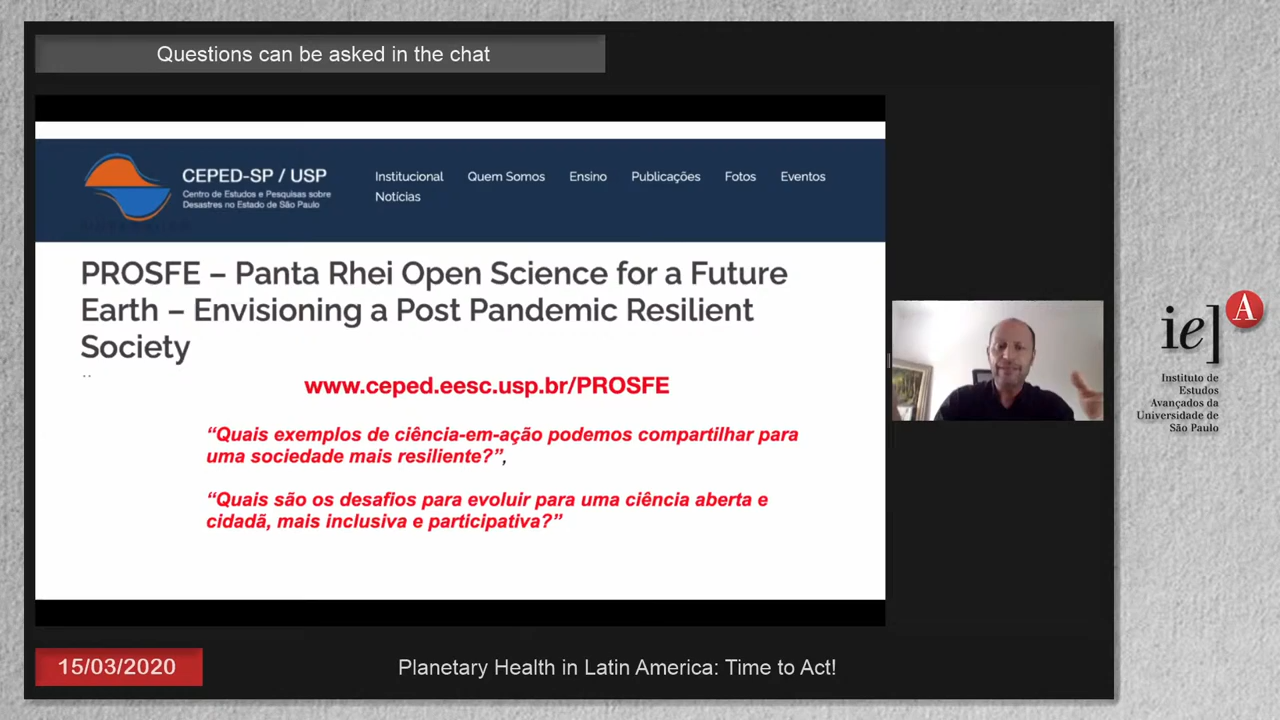 Questions can be asked in the chat
CEPED-SP / USP
Centro de Estudos e Pesquisas sobre
Desastres no Estado de São Paulo
Institucional Quem Somos Ensino Publicações Fotos Eventos
Notícias
PROSFE – Panta Rhei Open Science for a Future
Earth – Envisioning a Post Pandemic Resilient
Society
www.ceped.eesc.usp.br/PROSFE
“Quais exemplos de ciência-em-ação podemos compartilhar para
uma sociedade mais resiliente?”,
“Quais são os desafios para evoluir para uma ciência aberta e
cidadã, mais inclusiva e participativa?”
ie] A
Instituto de
Estudos
Avançados da
Universidade de
São Paulo
15/03/2020
Planetary Health in Latin America: Time to Act!